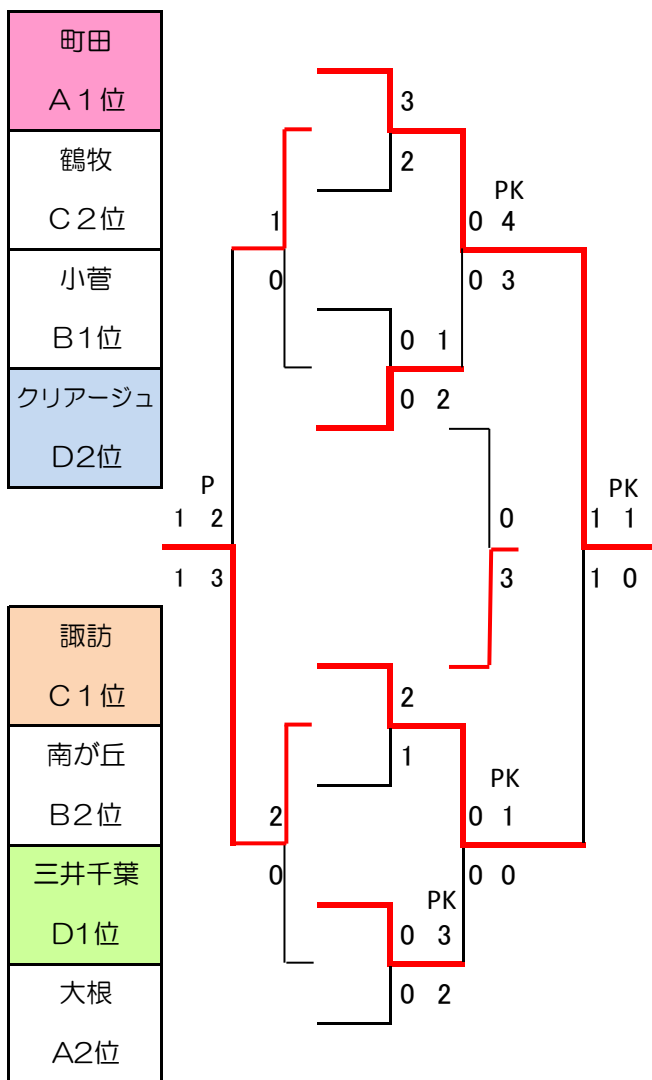 町田
A1位
鶴牧
C2位
小菅
B1位
クリアージュ
D2位
諏訪
C1位
南が丘
B2位
三井千葉
D1位
大根
A2位
3
2
PK
0 4
0 3
1
0
0 1
0 2
P
1 2
1 3
0
3
PK
1 1
1 0
2
1
PK
0 1
0 0
2
0
PK
0 3
0 2